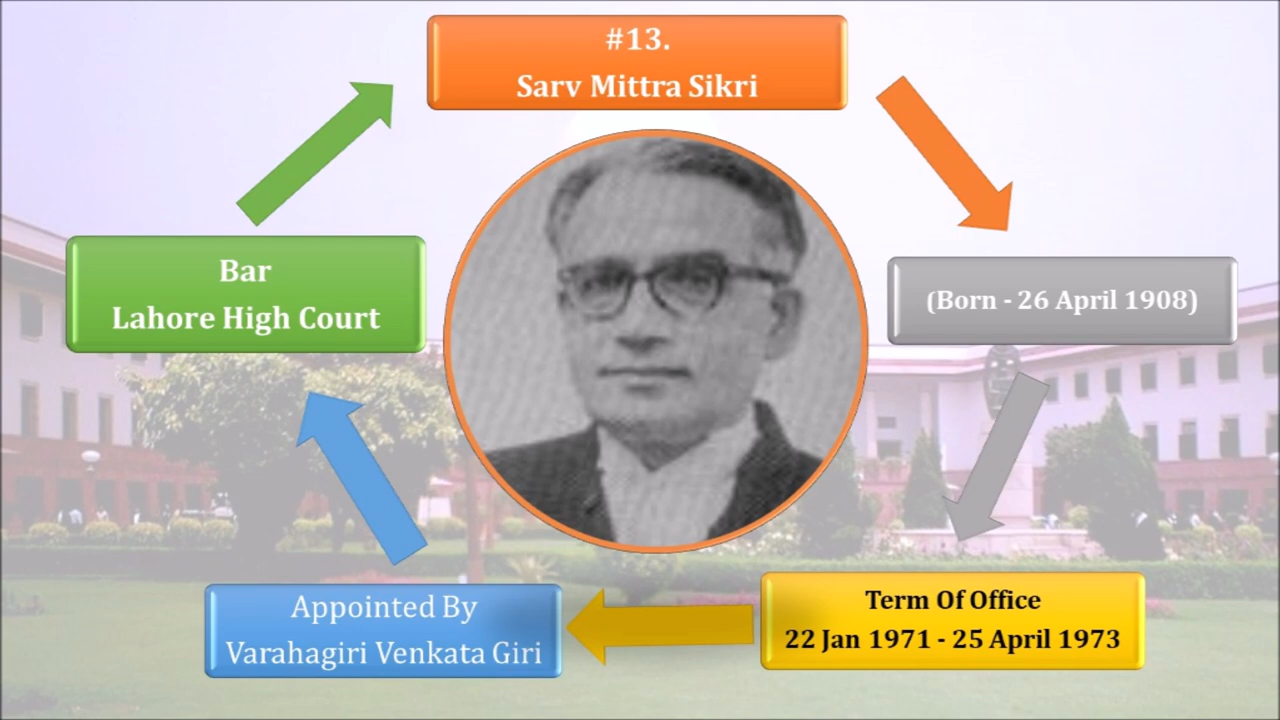 #13.
Sarv Mittra Sikri
(Born - 26 April 1908)
Term Of Office
22 Jan 1971 - 25 April 1973
Appointed By
Varahagiri Venkata Giri
Bar
Lahore High Court